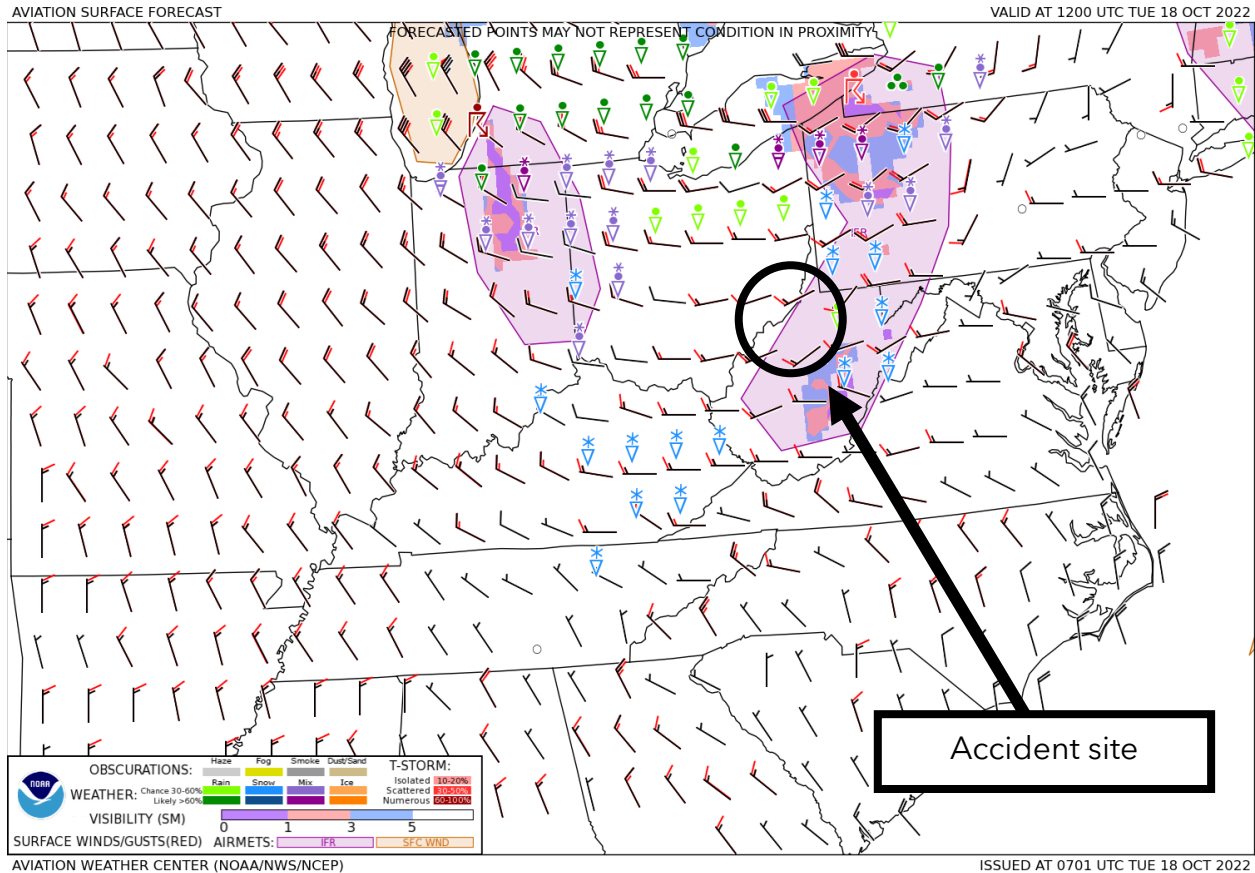 AVIATION SURFACE FORECAST
VALID AT 1200 UTC TUE 18 OCT 2022
FORECASTED POINTS MAY NOT REPRESENT CONDITION IN PROXIMITY
IFR
Accident site
NOAA
OBSCURATIONS: Haze Fog Smoke Dust/Sand
T-STORM:
Isolated 10-20%
Scattered 30-50%
Numerous 60-100%
WEATHER: Rain Snow Mix Ice
Chance 30-60%
Likely >60%
VISIBILITY (SM)
0 1 3 5
SURFACE WINDS/GUSTS(RED) AIRMETS: IFR SFC WND
AVIATION WEATHER CENTER (NOAA/NWS/NCEP)
ISSUED AT 0701 UTC TUE 18 OCT 2022